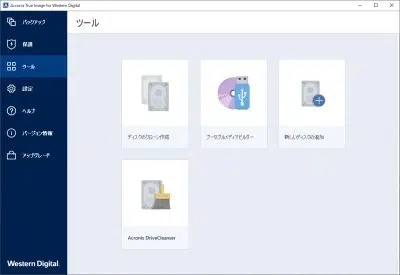 Acronis True Image for Western Digital
バックアップ
保護
ツール
設定
ヘルプ
バージョン情報
アップグレード
Western Digital.
ツール
ディスクのクローン作成
ブータブルメディアビルダー
新しいディスクの追加
Acronis DriveCleanser